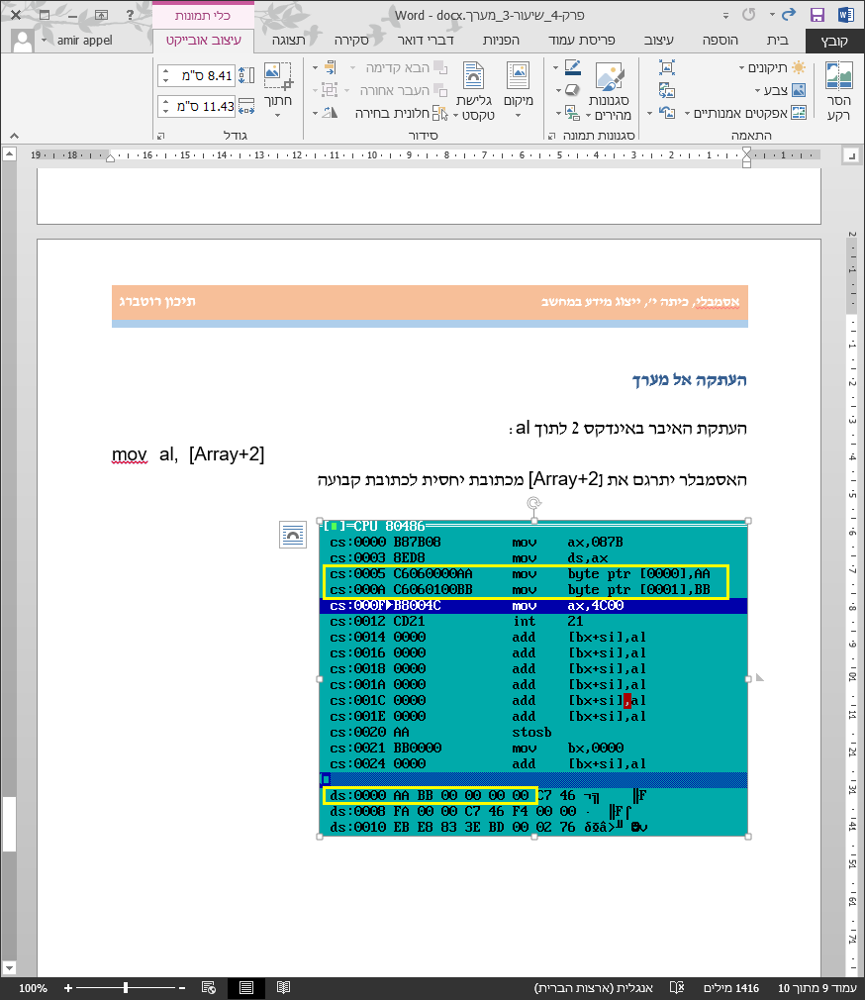 פרק-4_שיעור-3_מערך.docx - Word
כלי תמונות
קובץ
בית
הוספה
עיצוב
פריסת עמוד
הפניות
דברי דואר
סקירה
תצוגה
עיצוב אובייקט
amir appel
הסר רקע
תיקונים
צבע
אפקטים אמנותיים
התאמה
סגנונות מהירים
סגנונות תמונה
מיקום
גלישת טקסט
הבא קדימה
העבר אחורה
חלונית בחירה
סידור
חתוך
8.41 ס"מ
11.43 ס"מ
גודל
אסמבלי, כיתה י', ייצוג מידע במחשב
תיכון רוטברג
העתקה אל מערך
העתקת האיבר באינדקס 2 לתוך al :
mov al, [Array+2]
האסמבלר יתרגם את [Array+2] מכתובת יחסית לכתובת קבועה
[■]=CPU 80486
cs:0000 B87B08 mov ax,087B
cs:0003 8ED8 mov ds,ax
cs:0005 C6060000AA mov byte ptr [0000],AA
cs:000A C6060100BB mov byte ptr [0001],BB
cs:000F►B8004C mov ax,4C00
cs:0012 CD21 int 21
cs:0014 0000 add [bx+si],al
cs:0016 0000 add [bx+si],al
cs:0018 0000 add [bx+si],al
cs:001A 0000 add [bx+si],al
cs:001C 0000 add [bx+si],al
cs:001E 0000 add [bx+si],al
cs:0020 AA stosb
cs:0021 BB0000 mov bx,0000
cs:0024 0000 add [bx+si],al
ds:0000 AA BB 00 00 00 00 C7 46 ¬╗ ╟F
ds:0008 FA 00 00 C7 46 F4 00 00 · ╟F⌠
ds:0010 EB E8 83 3E BD 00 02 76 δΦâ>╜ ☻v
עמוד 9 מתוך 10
1416 מילים
אנגלית (ארצות הברית)
100%